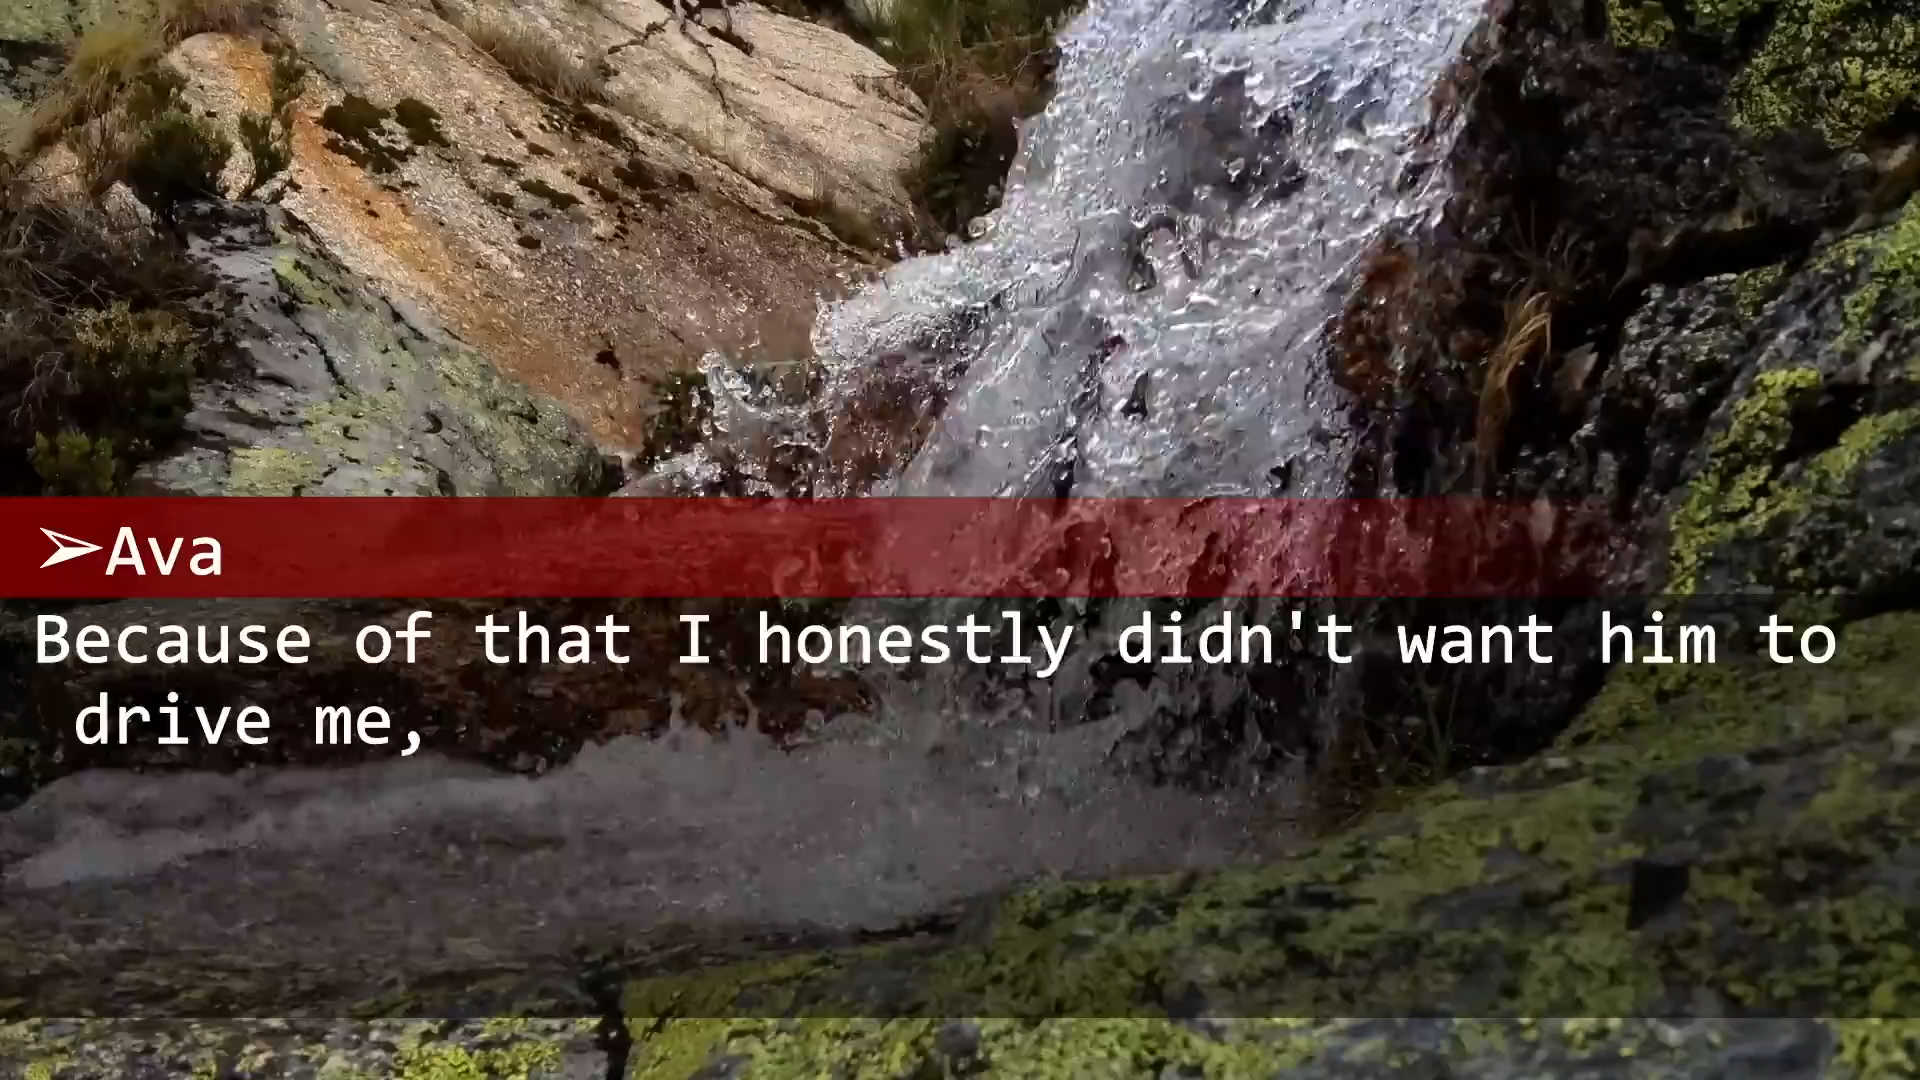 ➢Ava
Because of that I honestly didn't want him to
drive me,